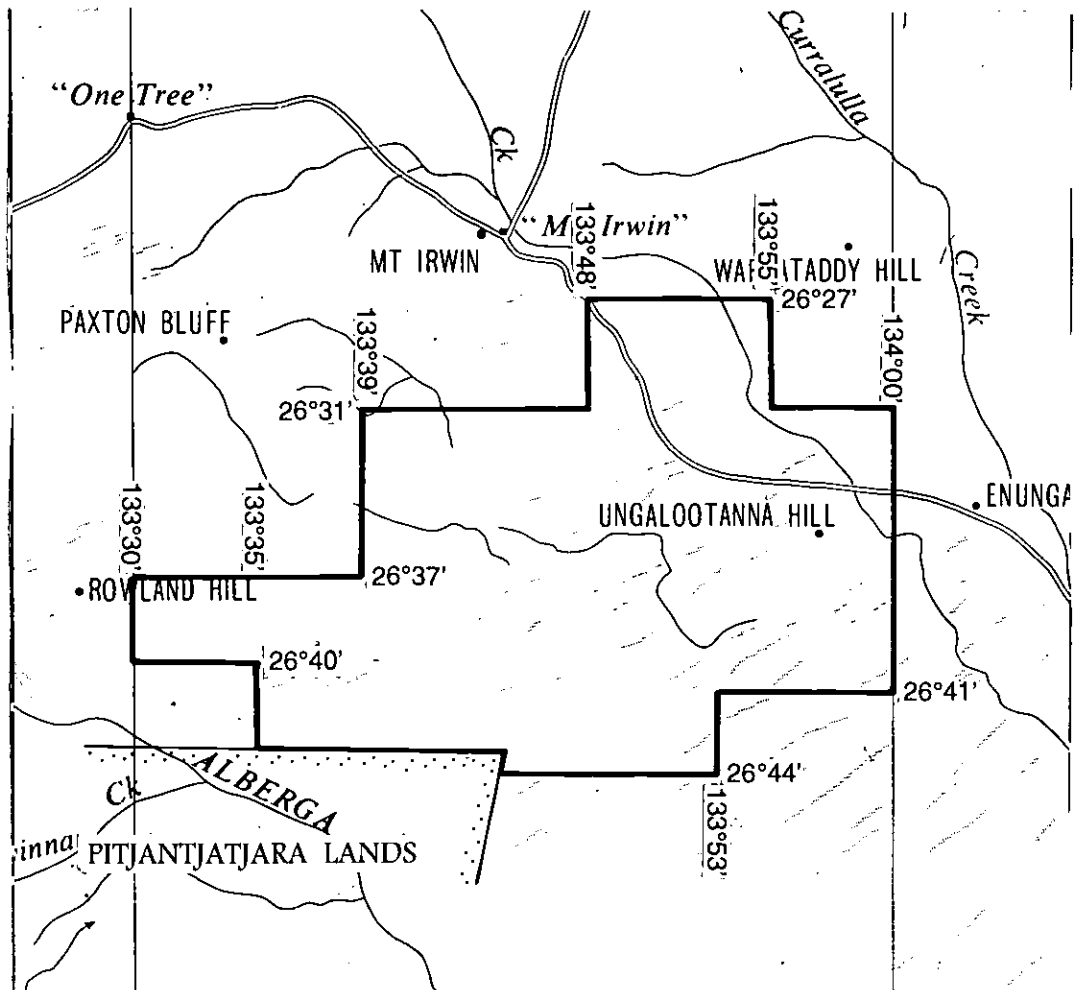 Curralulla
"One Tree"
Ck
"Mt Irwin"
133°48'
133°55'
MT IRWIN
HILL
Creek
26°27'
PAXTON BLUFF
133°39'
134°00'
26°31'
133°30'
133°35'
UNGALOOTANNA HILL
ENUNGA
26°37'
ROWLAND HILL
26°40'
26°41'
ALBERGA
26°44'
Ck
133°53'
inna
PITJANTJATJARA LANDS